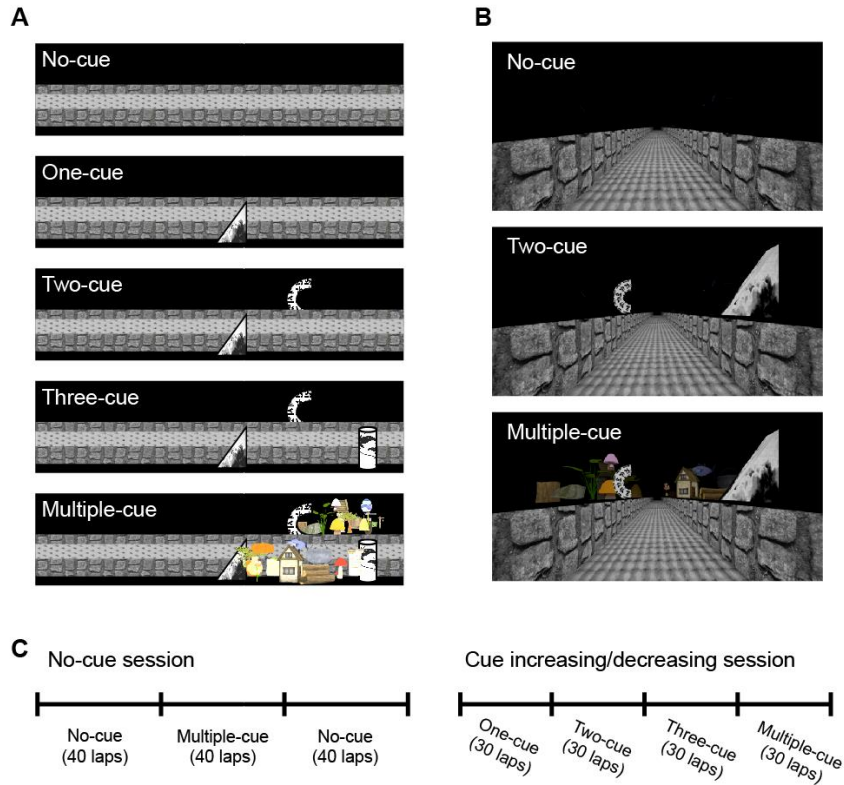 A
No-cue
One-cue
Two-cue
Three-cue
Multiple-cue
B
No-cue
Two-cue
Multiple-cue
C
No-cue session
No-cue
(40 laps)
Multiple-cue
(40 laps)
No-cue
(40 laps)
Cue increasing/decreasing session
One-cue
(30 laps)
Two-cue
(30 laps)
Three-cue
(30 laps)
Multiple-cue
(30 laps)